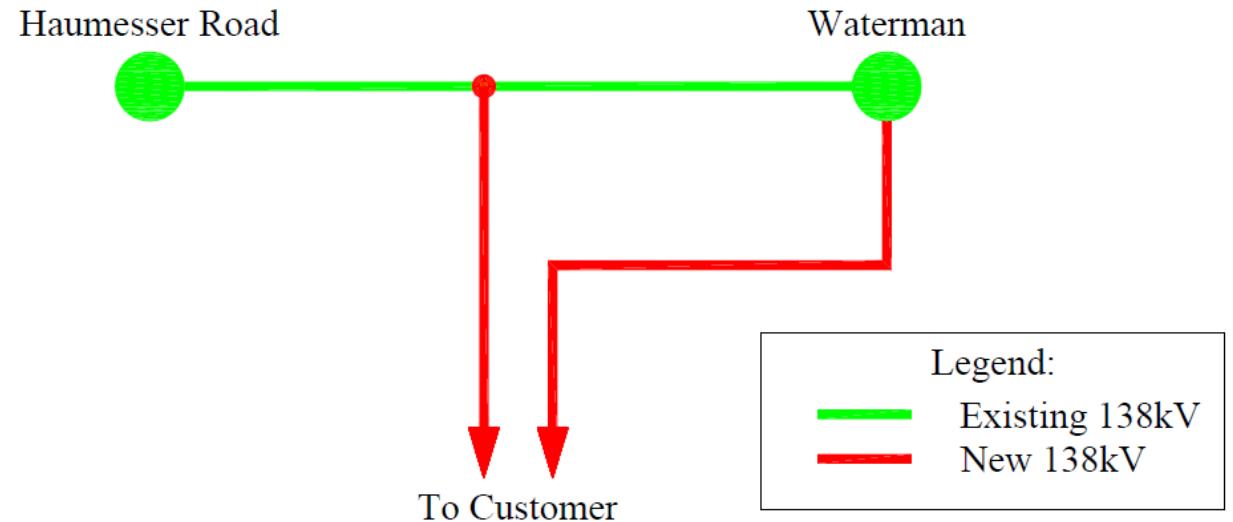 Haumesser Road
Waterman
Legend:
Existing 138kV
New 138kV
To Customer